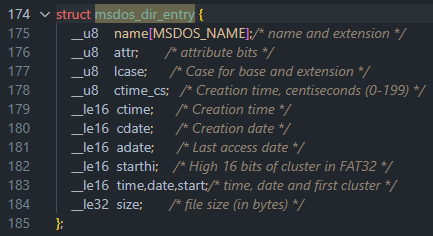 174 struct msdos_dir_entry {
175 __u8 name[MSDOS_NAME];/* name and extension */
176 __u8 attr; /* attribute bits */
177 __u8 lcase; /* Case for base and extension */
178 __u8 ctime_cs; /* Creation time, centiseconds (0-199) */
179 __le16 ctime; /* Creation time */
180 __le16 cdate; /* Creation date */
181 __le16 adate; /* Last access date */
182 __le16 starthi; /* High 16 bits of cluster in FAT32 */
183 __le16 time,date,start;/* time, date and first cluster */
184 __le32 size; /* file size (in bytes) */
185 };